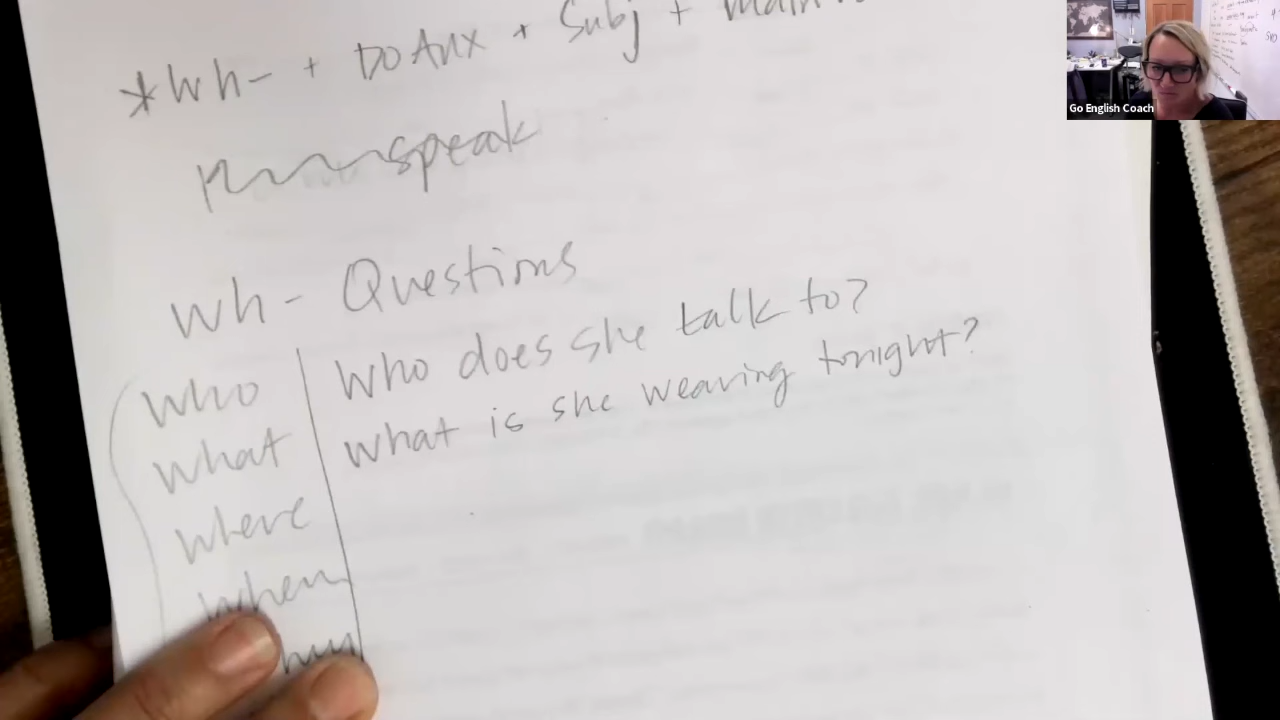 *Wh- + DO AUX + Subj + main
speak
Wh- Questions
Who | Who does she talk to?
What | What is she wearing tonight?
Where
When
Why
Go English Coach